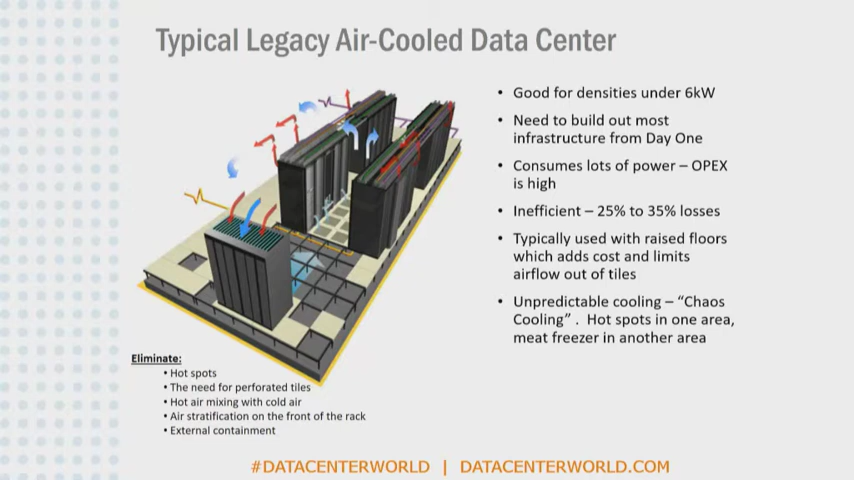 Typical Legacy Air-Cooled Data Center
• Good for densities under 6kW
• Need to build out most
infrastructure from Day One
• Consumes lots of power – OPEX
is high
• Inefficient – 25% to 35% losses
• Typically used with raised floors
which adds cost and limits
airflow out of tiles
• Unpredictable cooling – “Chaos
Cooling” . Hot spots in one area,
meat freezer in another area
Eliminate:
• Hot spots
• The need for perforated tiles
• Hot air mixing with cold air
• Air stratification on the front of the rack
• External containment
#DATACENTERWORLD | DATACENTERWORLD.COM